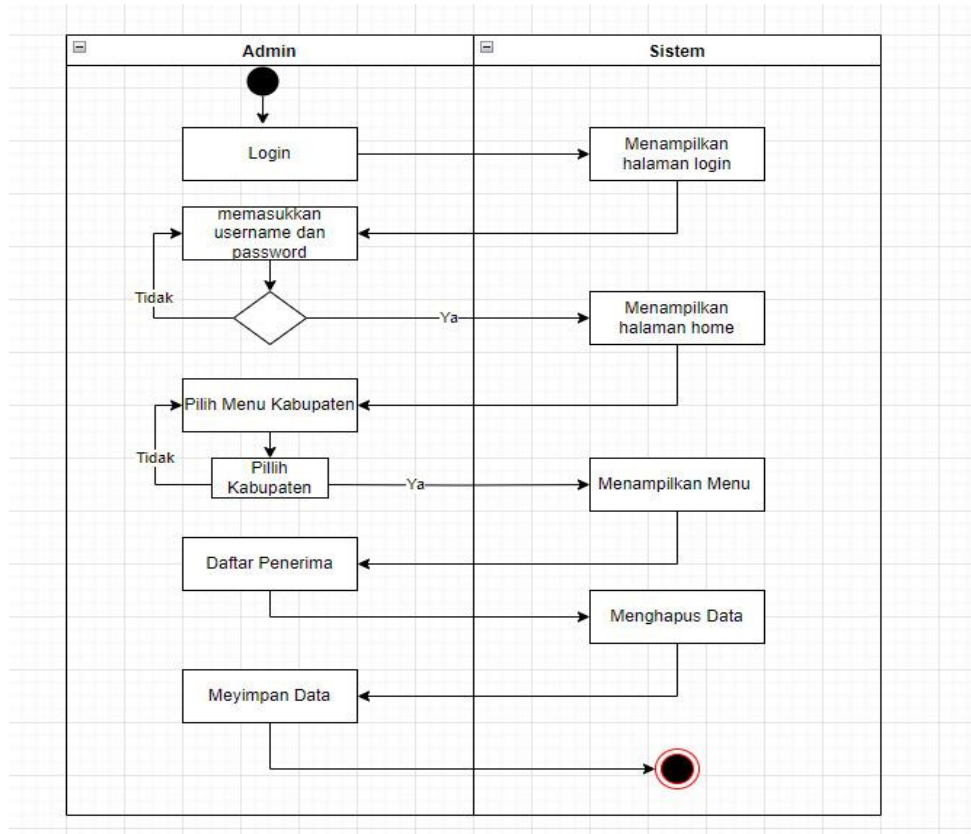 Admin
Sistem
Login
Menampilkan
halaman login
memasukkan
username dan
password
Tidak
Ya
Menampilkan
halaman home
Pilih Menu Kabupaten
Tidak
Pillih
Kabupaten
Ya
Menampilkan Menu
Daftar Penerima
Menghapus Data
Meyimpan Data